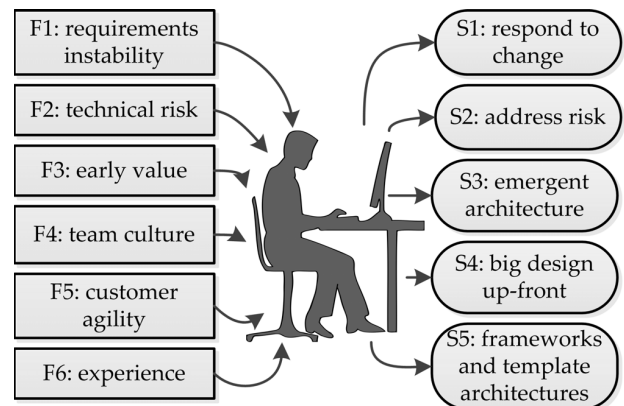 F1: requirements
instability
F2: technical risk
F3: early value
F4: team culture
F5: customer
agility
F6: experience
S1: respond to
change
S2: address risk
S3: emergent
architecture
S4: big design
up-front
S5: frameworks
and template
architectures